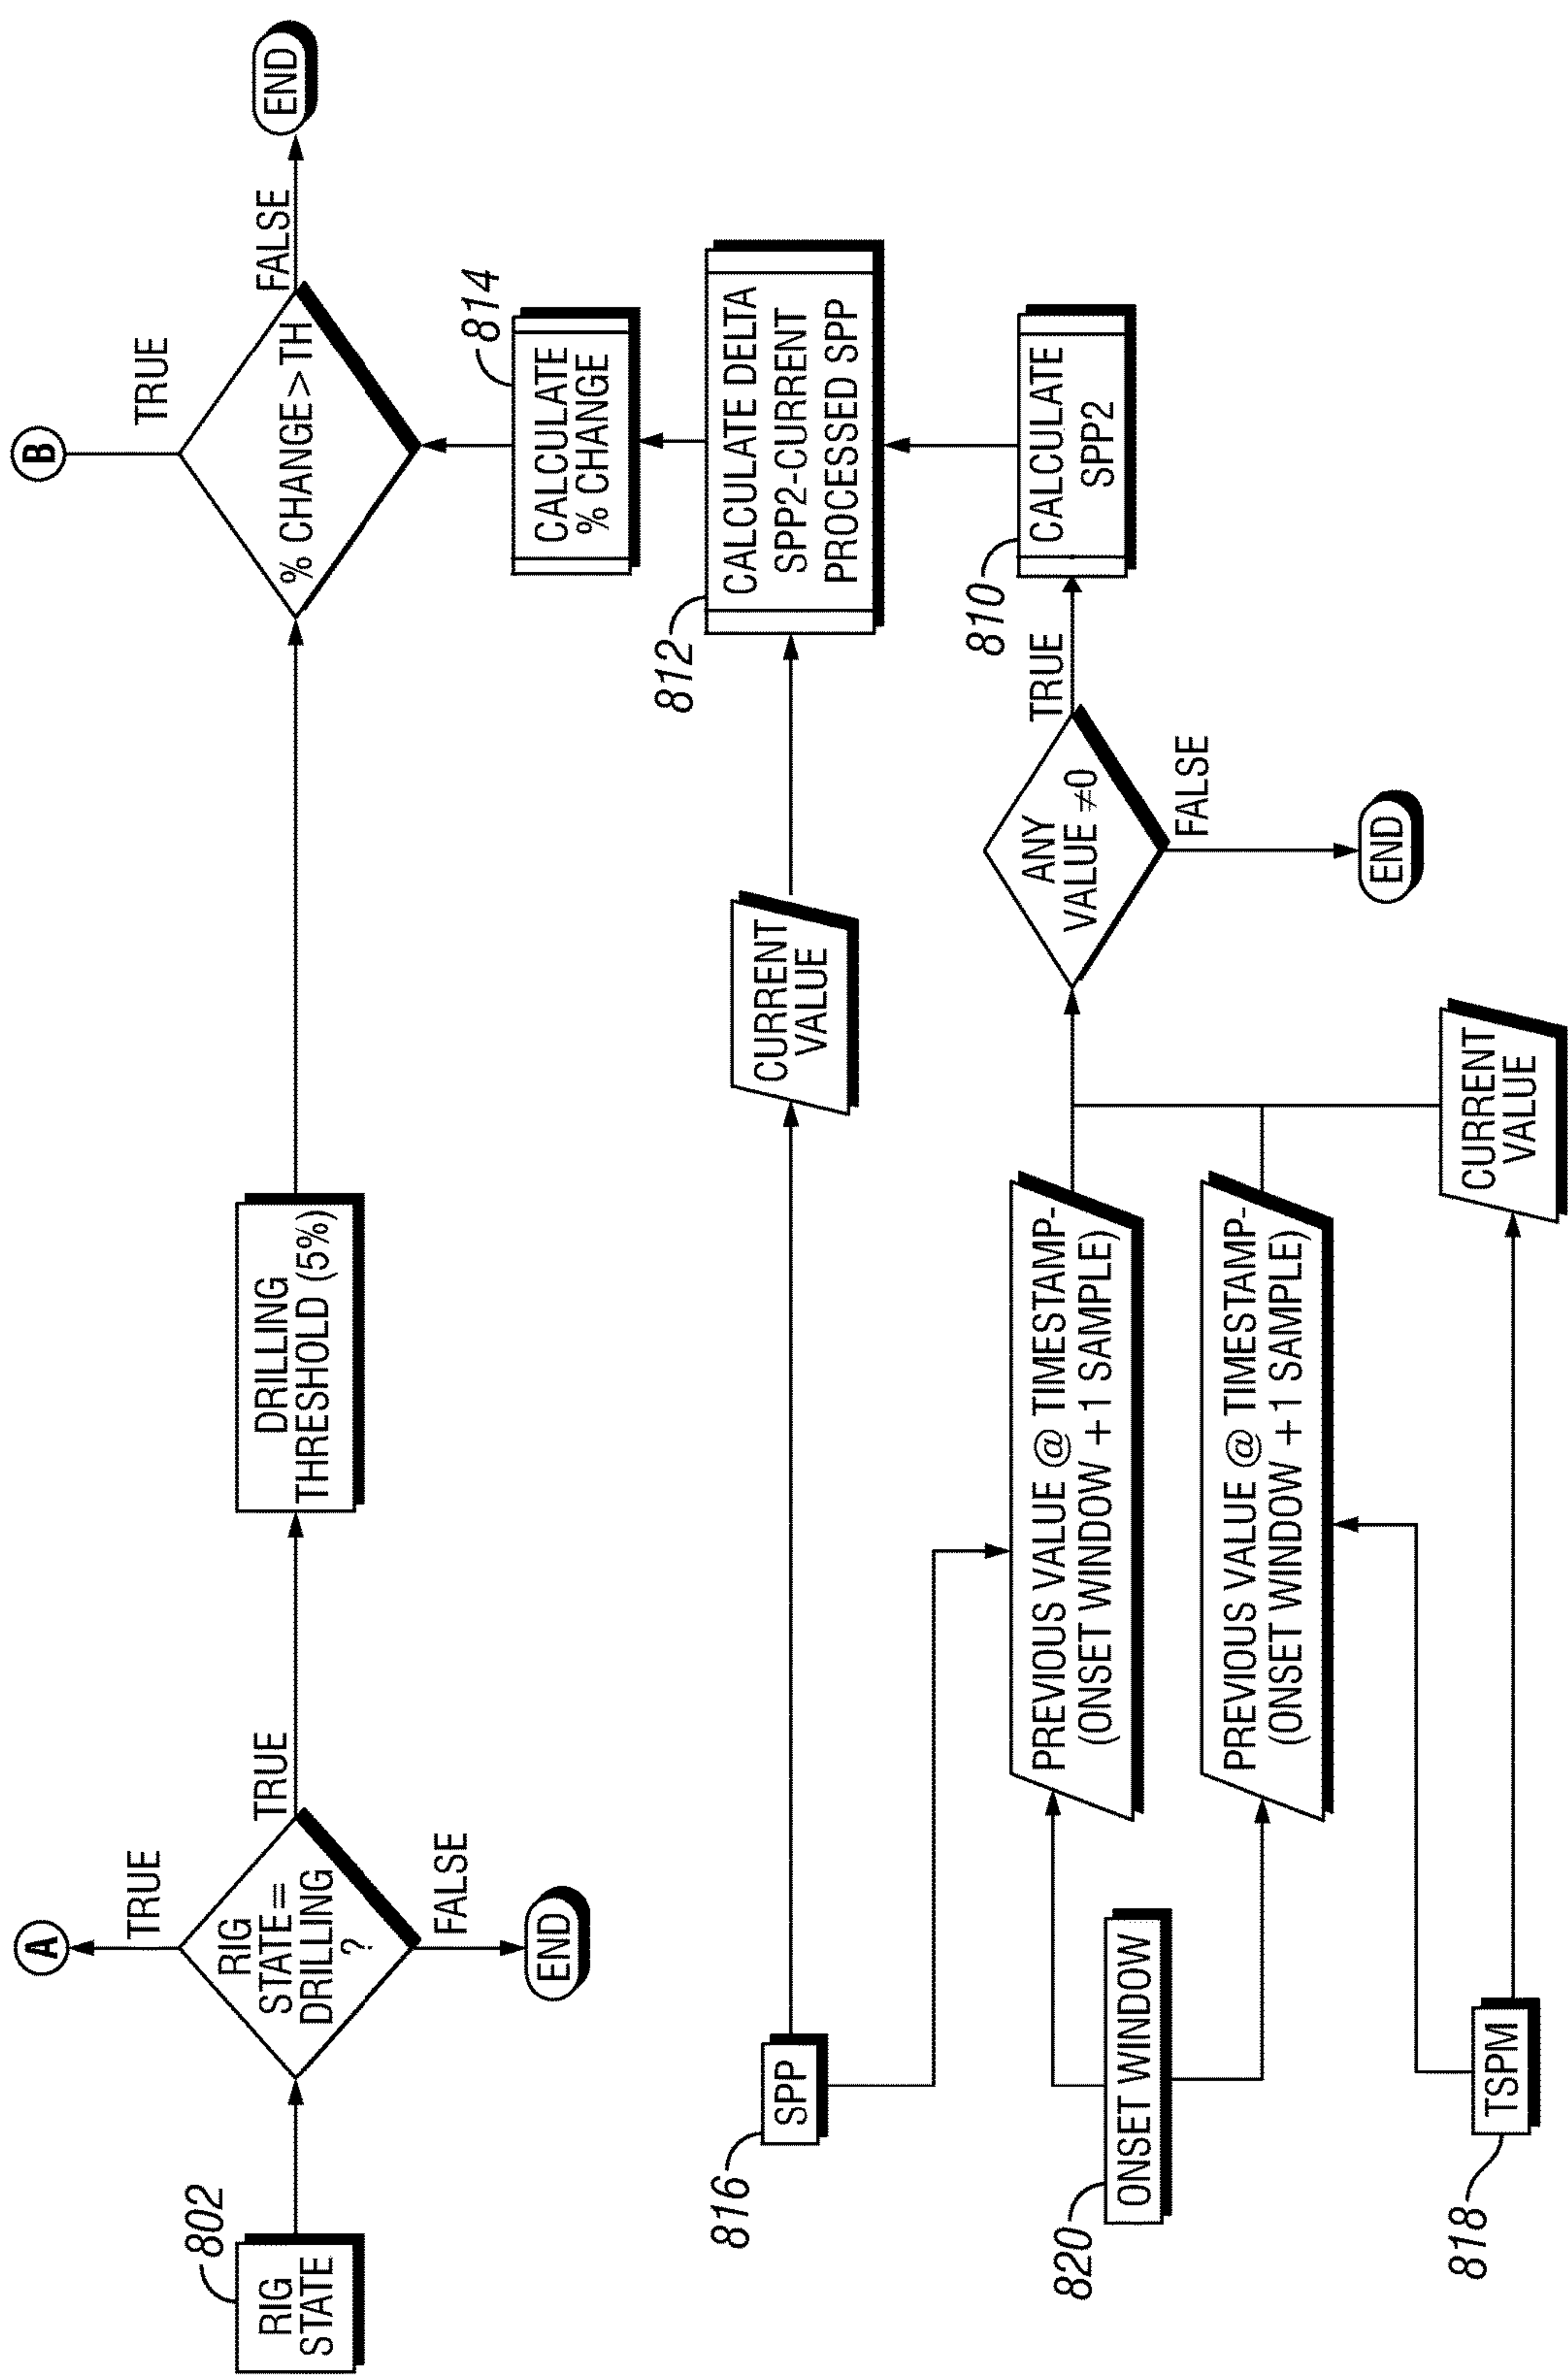 802
RIG
STATE
A
TRUE
RIG
STATE=
DRILLING
?
TRUE
FALSE
END
DRILLING
THRESHOLD (5%)
B
TRUE
% CHANGE > TH
FALSE
END
814
CALCULATE
% CHANGE
812
CALCULATE DELTA
SPP2-CURRENT
PROCESSED SPP
816
SPP
CURRENT
VALUE
810
CALCULATE
SPP2
820
ONSET WINDOW
PREVIOUS VALUE @ TIMESTAMP-
(ONSET WINDOW +1 SAMPLE)
PREVIOUS VALUE @ TIMESTAMP-
(ONSET WINDOW +1 SAMPLE)
ANY
VALUE ≠0
TRUE
FALSE
END
818
TSPM
CURRENT
VALUE